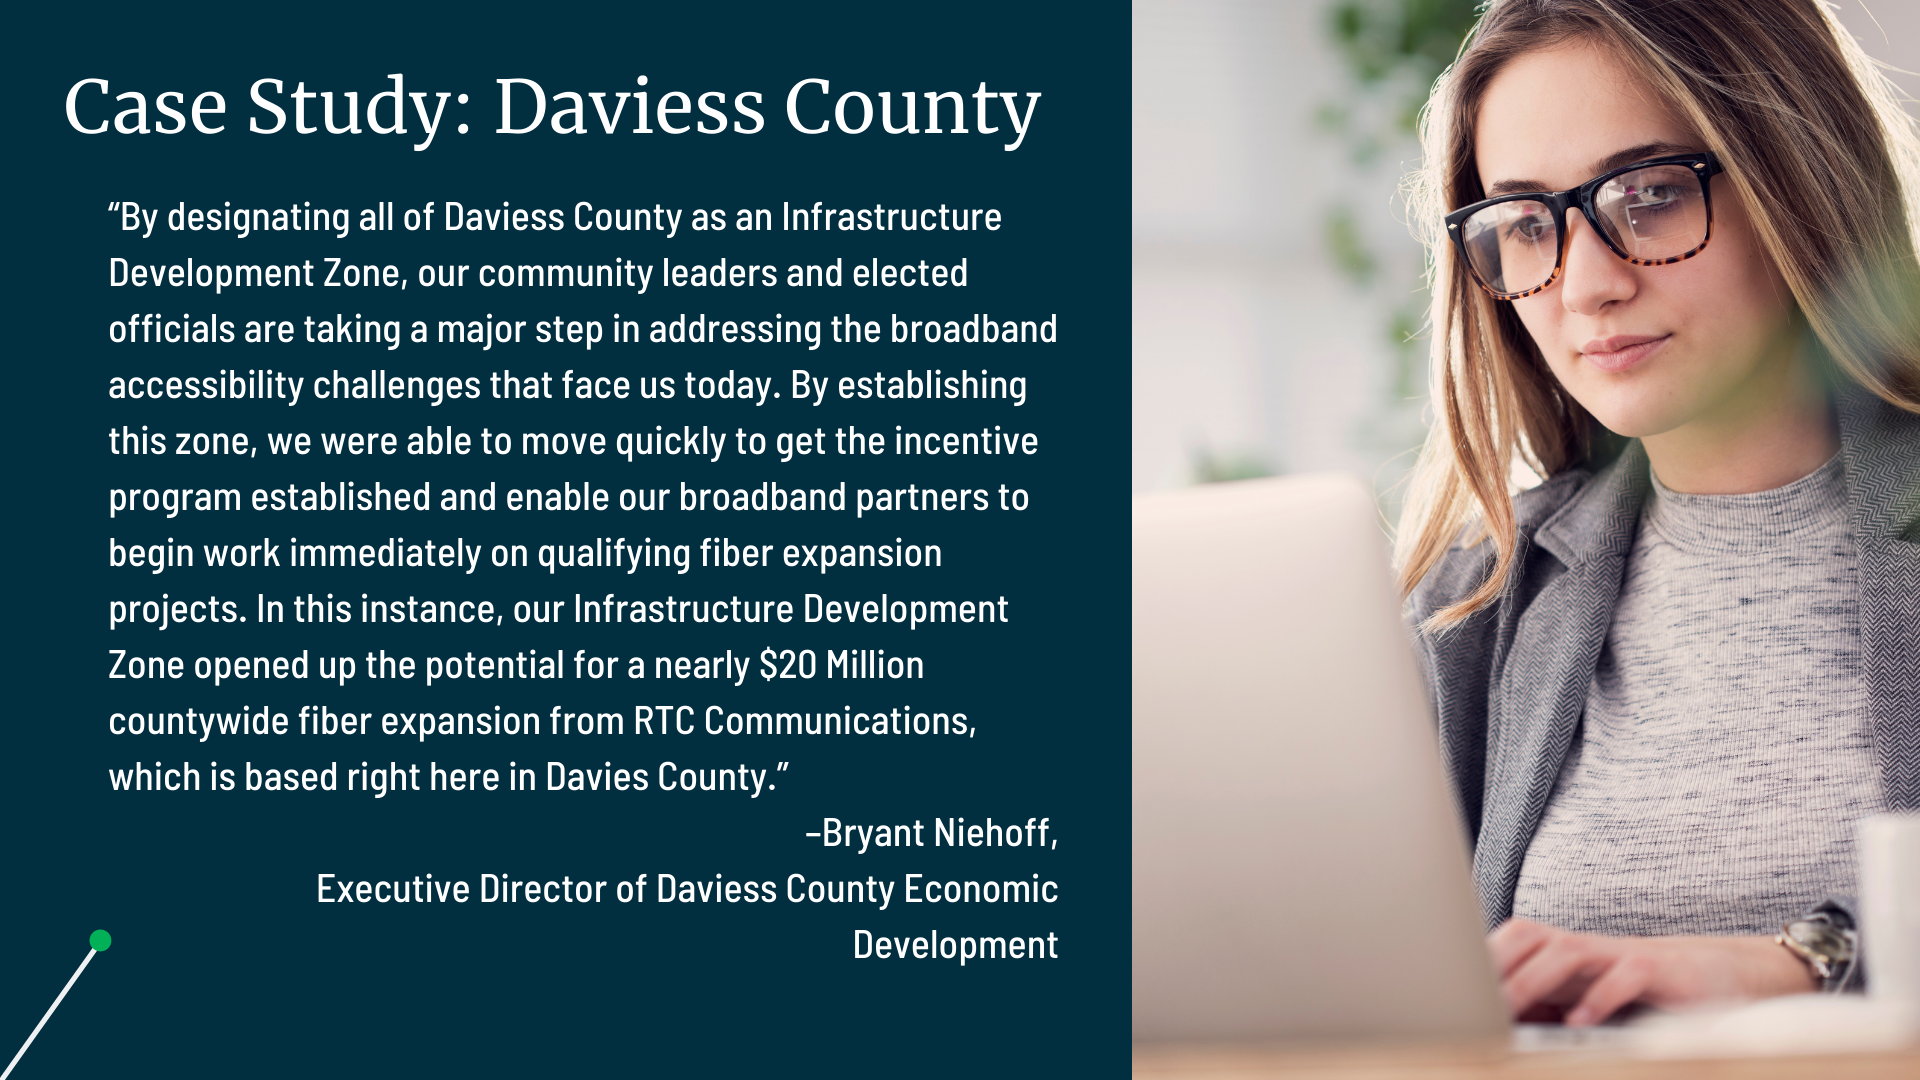 Case Study: Daviess County
“By designating all of Daviess County as an Infrastructure
Development Zone, our community leaders and elected
officials are taking a major step in addressing the broadband
accessibility challenges that face us today. By establishing
this zone, we were able to move quickly to get the incentive
program established and enable our broadband partners to
begin work immediately on qualifying fiber expansion
projects. In this instance, our Infrastructure Development
Zone opened up the potential for a nearly $20 Million
countywide fiber expansion from RTC Communications,
which is based right here in Davies County.”
–Bryant Niehoff,
Executive Director of Daviess County Economic
Development